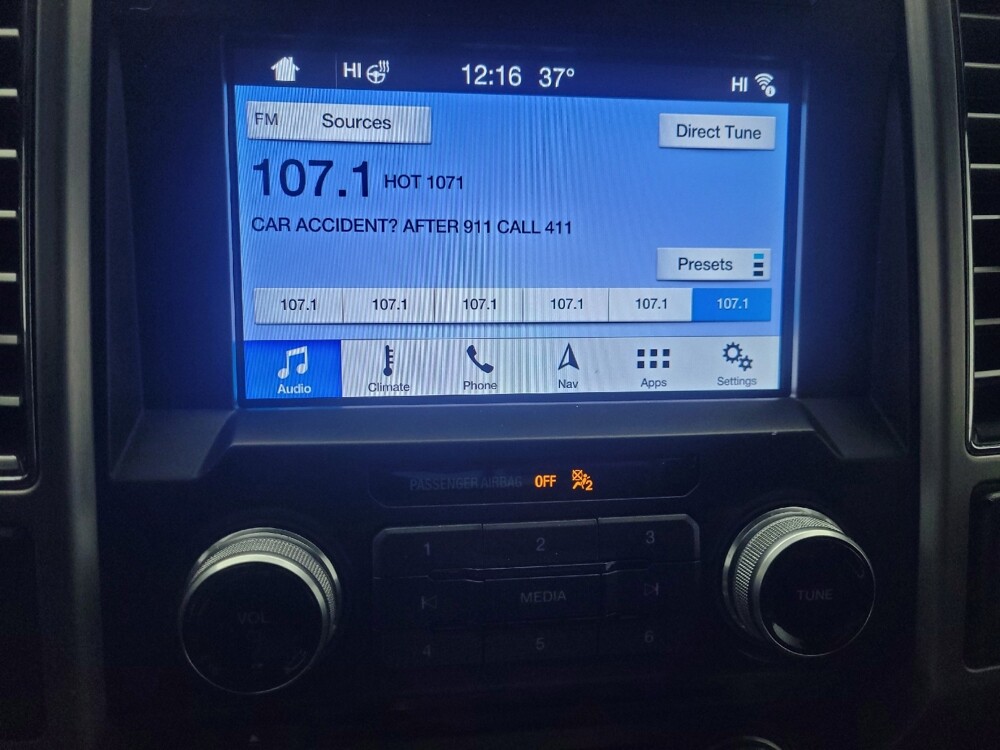 HI 12:16 37° HI
FM Sources
Direct Tune
107.1 HOT 1071
CAR ACCIDENT? AFTER 911 CALL 411
Presets
107.1 107.1 107.1 107.1 107.1 107.1
Audio Climate Phone Nav Apps Settings
PASSENGER AIRBAG OFF 2
1 2 3
VOL MEDIA TUNE
4 5 6